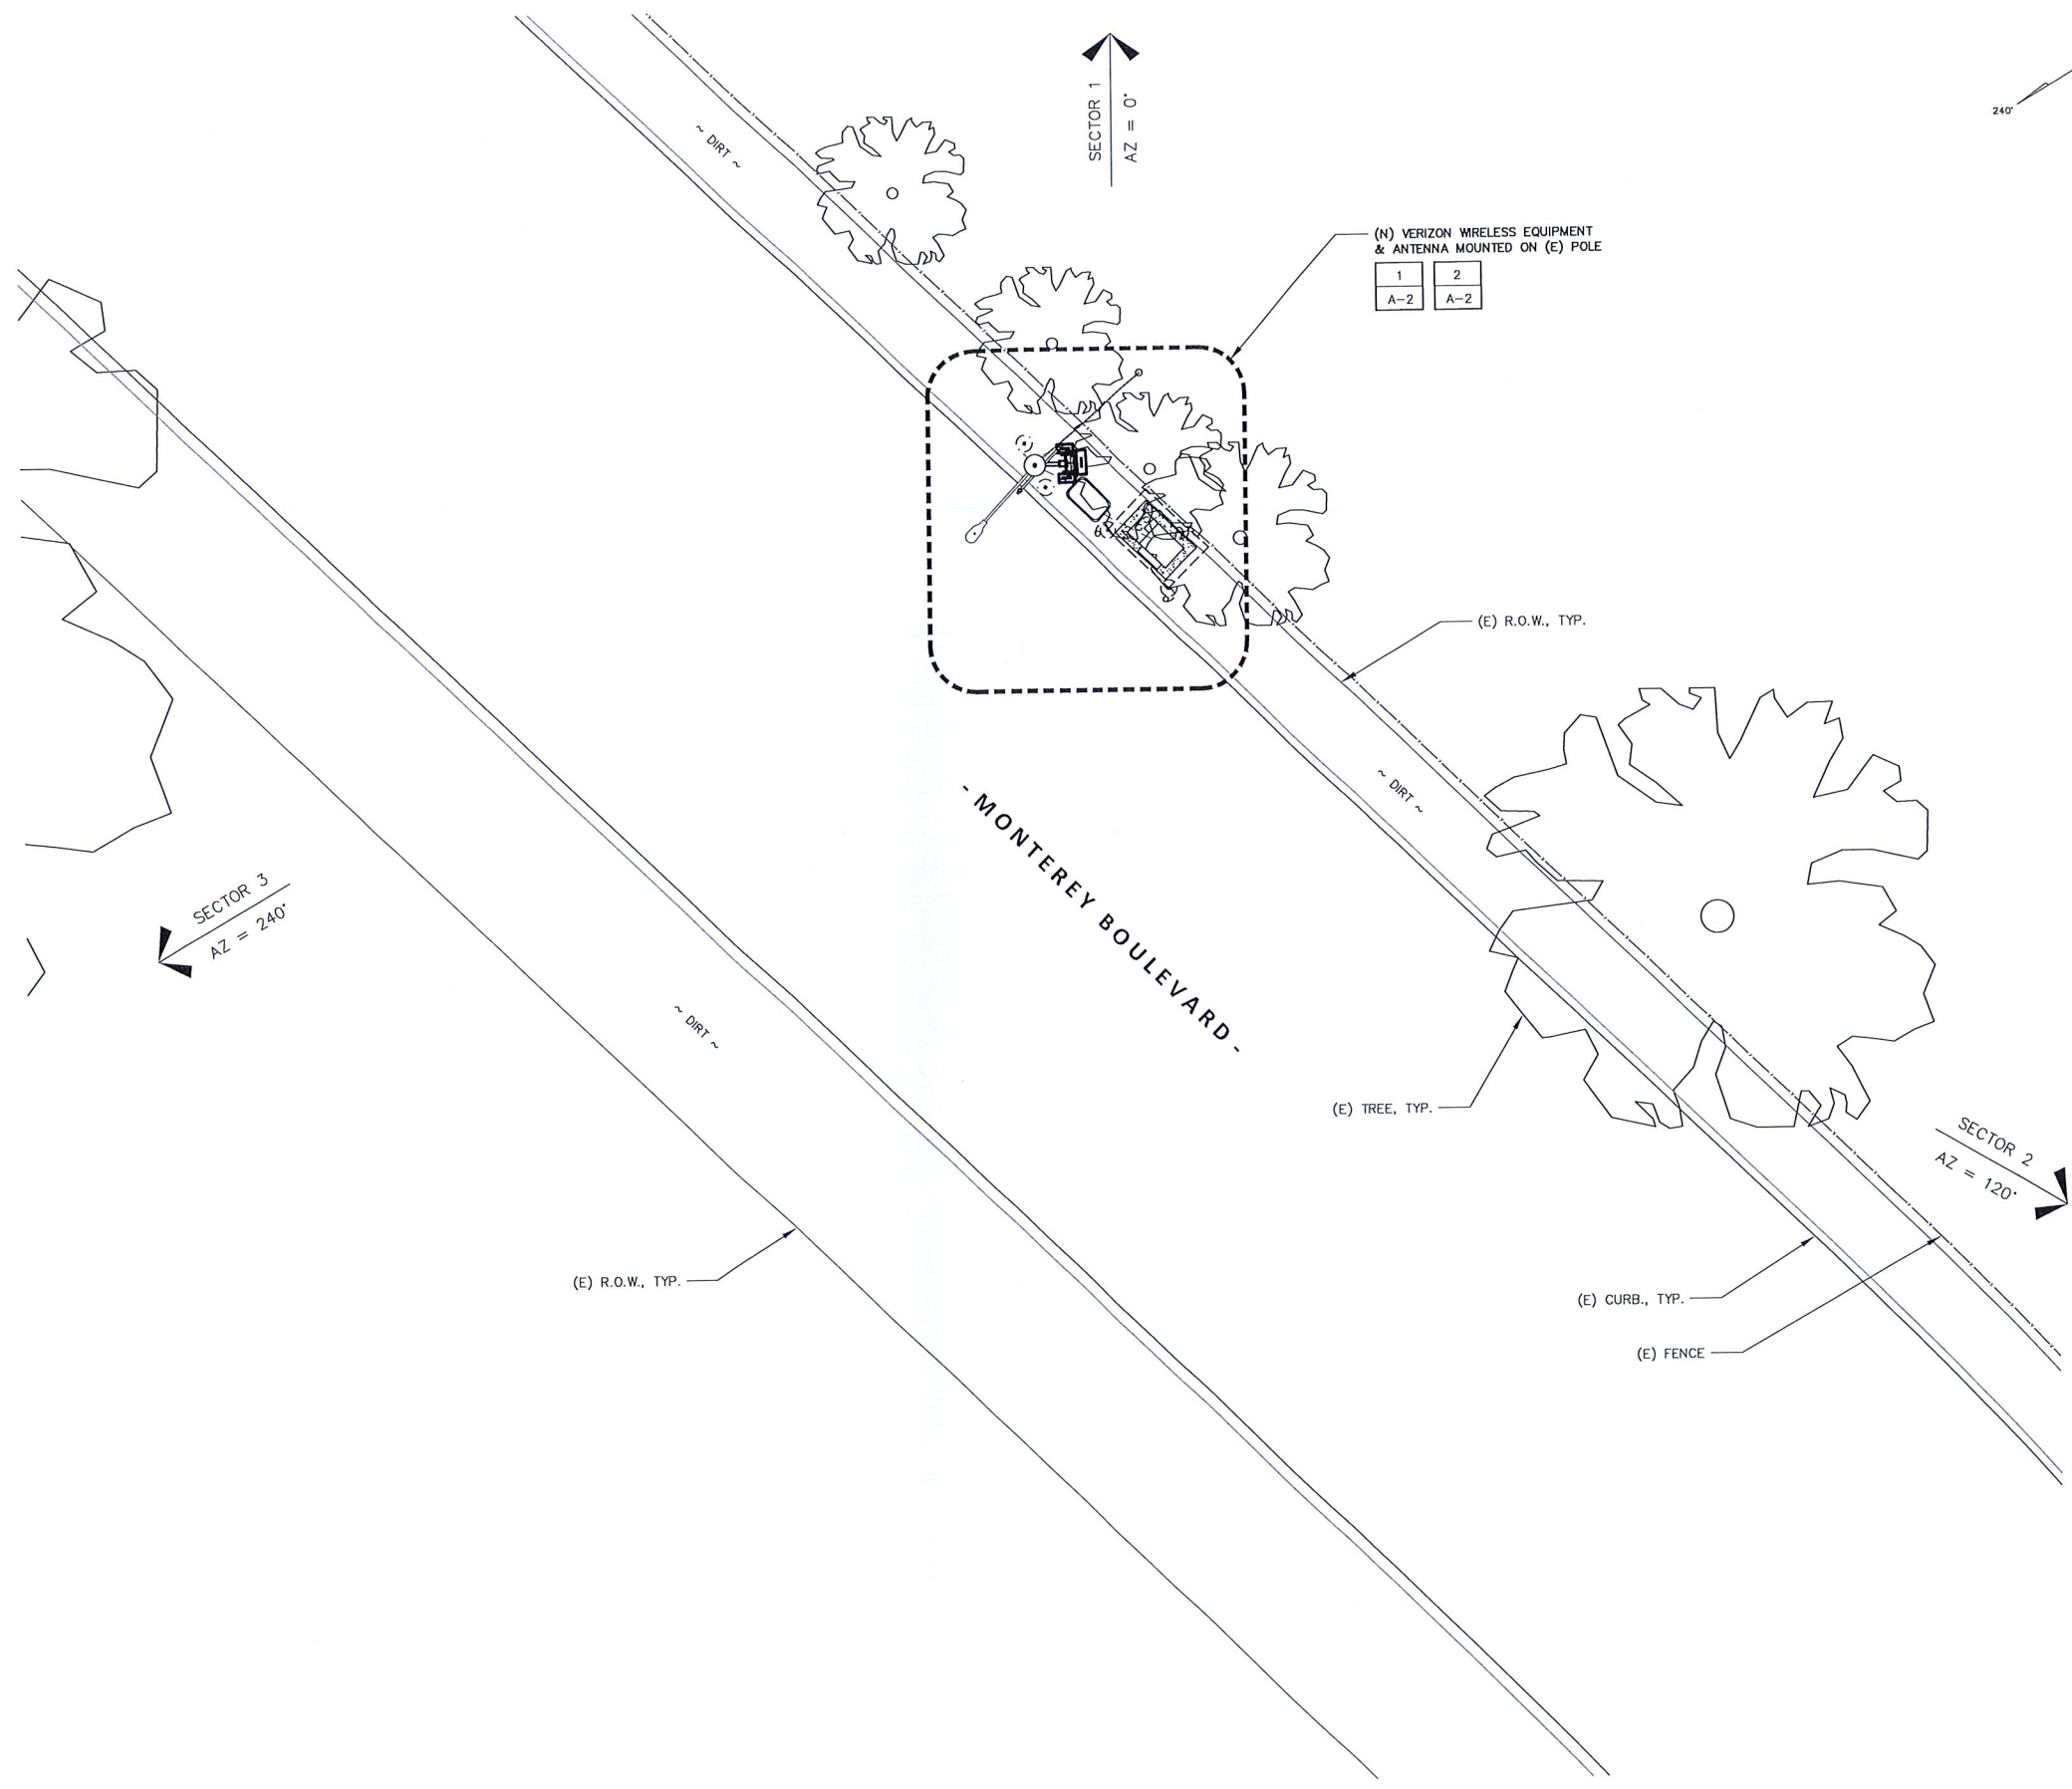 SECTOR 1
AZ = 0°
240°
~ DIRT ~
(N) VERIZON WIRELESS EQUIPMENT
& ANTENNA MOUNTED ON (E) POLE
1
2
A-2
A-2
(E) R.O.W., TYP.
~ DIRT ~
- MONTEREY BOULEVARD -
SECTOR 3
AZ = 240°
~ DIRT ~
(E) TREE, TYP.
SECTOR 2
AZ = 120°
(E) R.O.W., TYP.
(E) CURB., TYP.
(E) FENCE